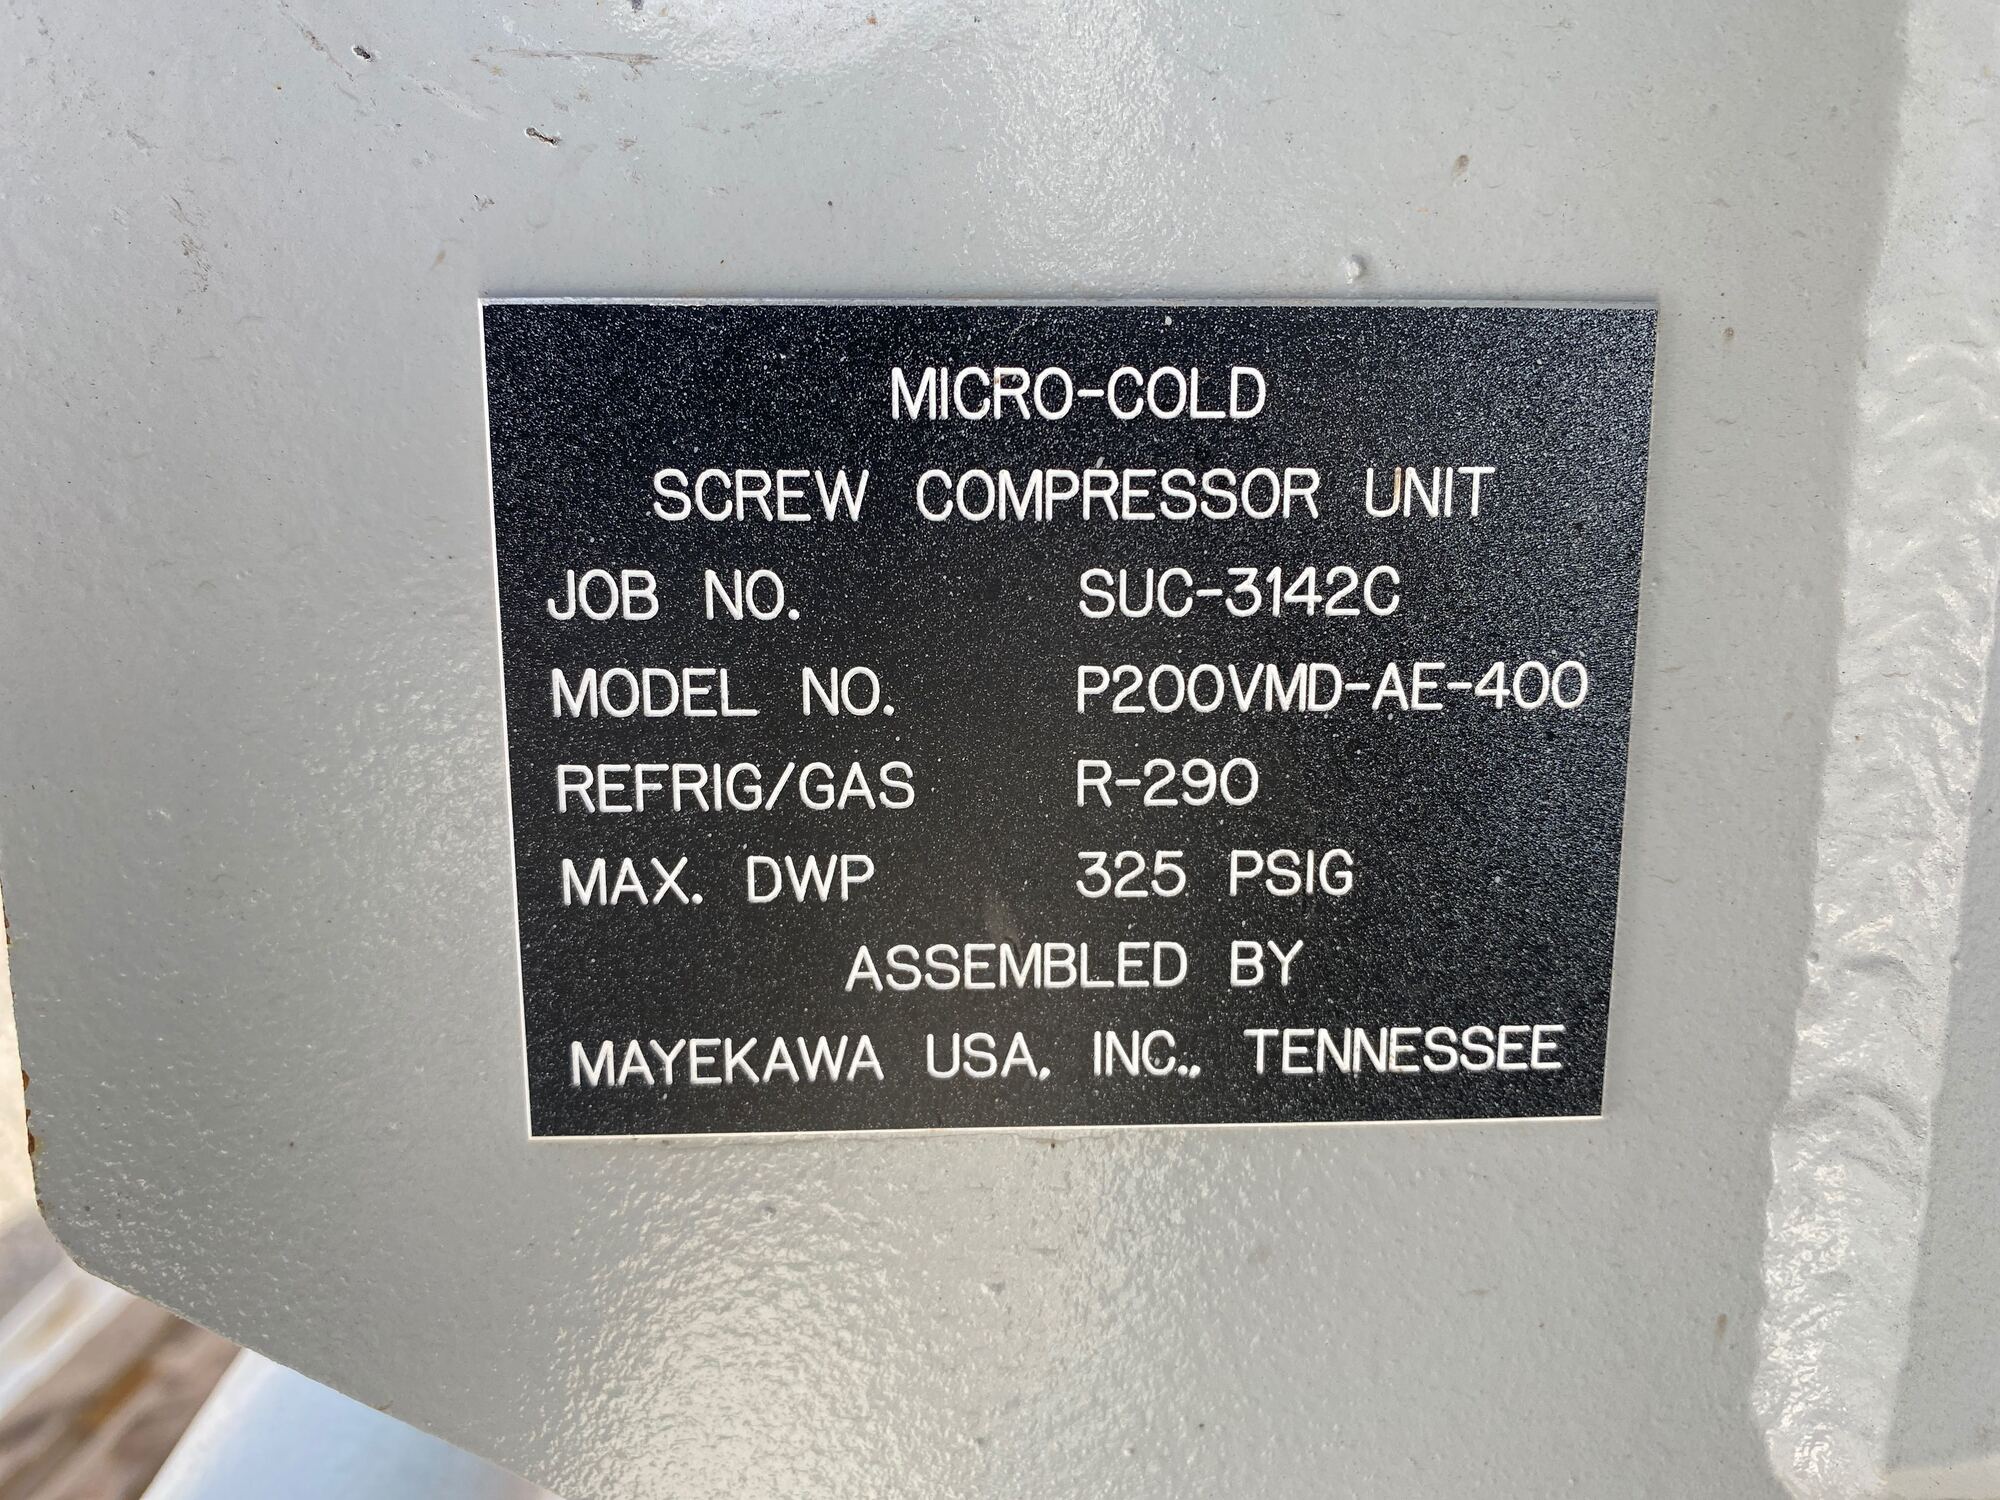 MICRO-COLD
SCREW COMPRESSOR UNIT
JOB NO. SUC-3142C
MODEL NO. P200VMD-AE-400
REFRIG/GAS R-290
MAX. DWP 325 PSIG
ASSEMBLED BY
MAYEKAWA USA, INC., TENNESSEE